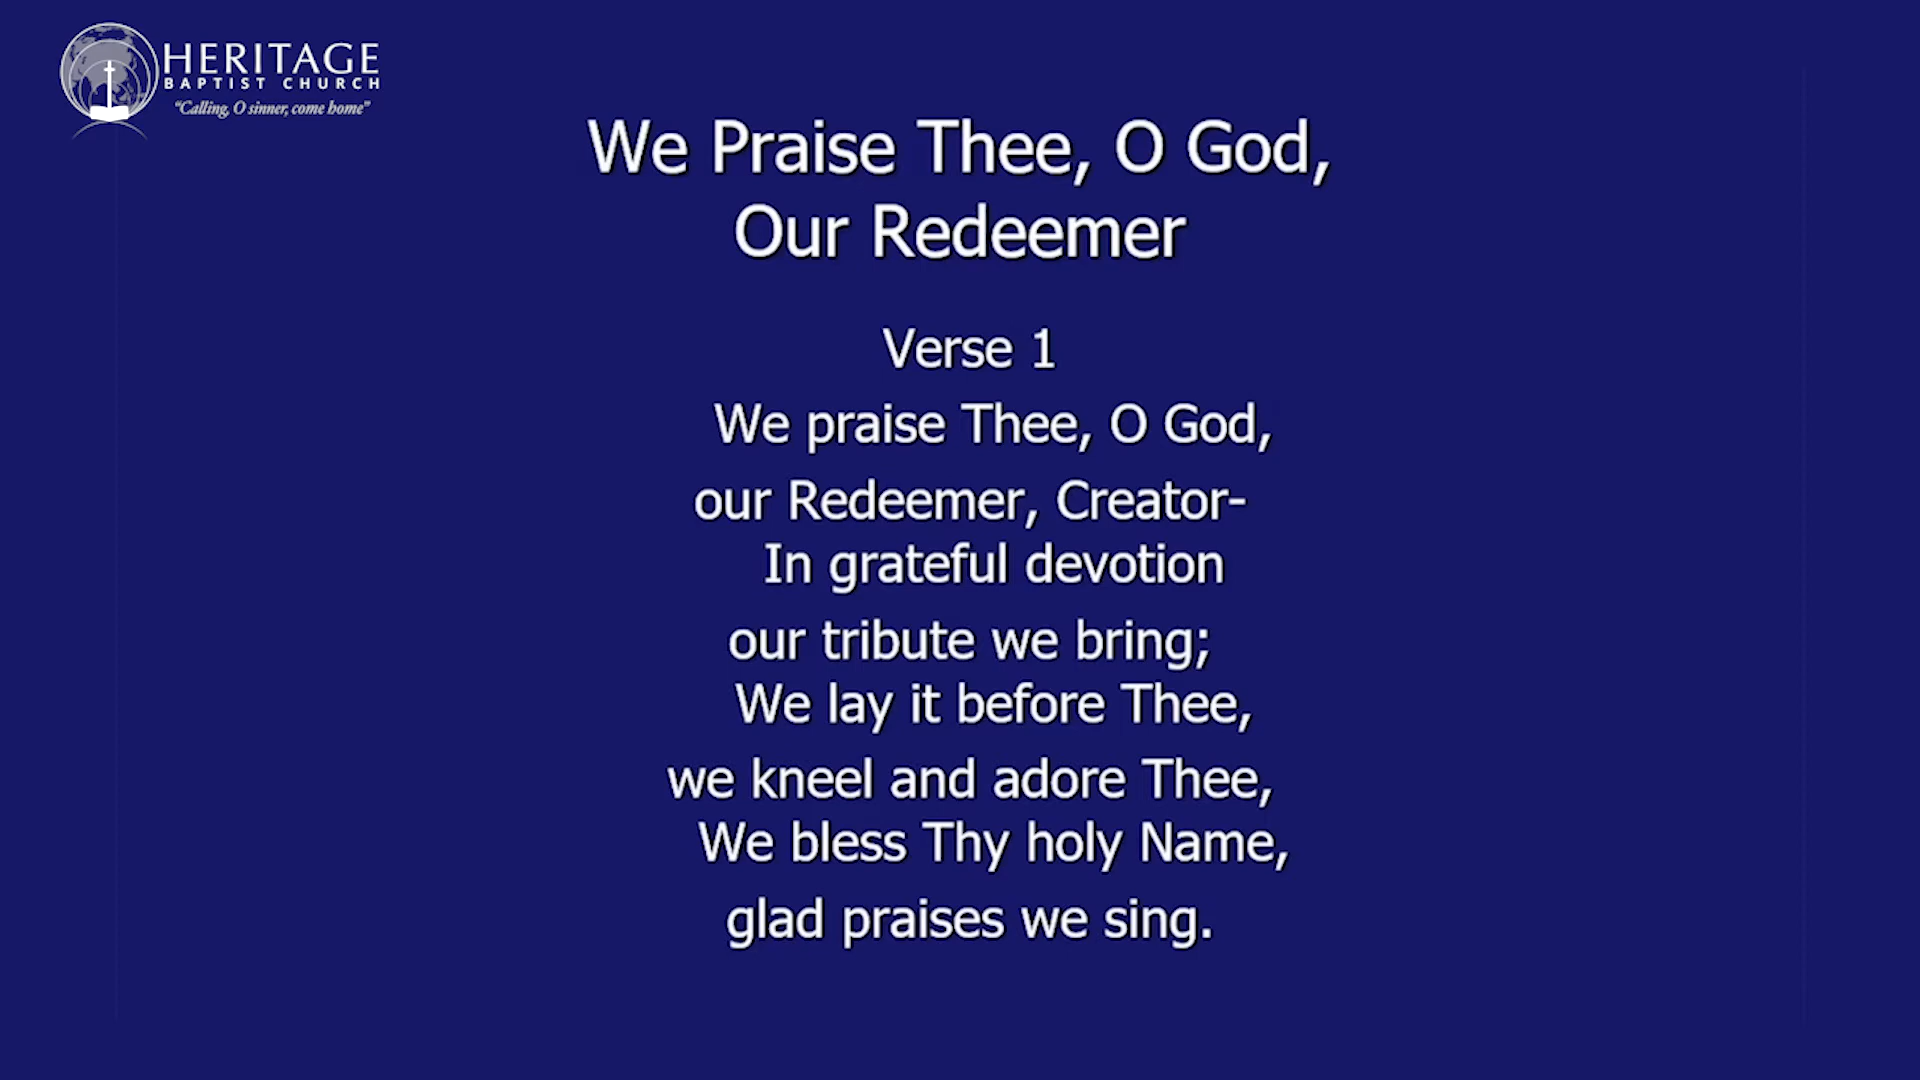 HERITAGE
BAPTIST CHURCH
"Calling, O sinner, come home"
We Praise Thee, O God,
Our Redeemer
Verse 1
We praise Thee, O God,
our Redeemer, Creator-
In grateful devotion
our tribute we bring;
We lay it before Thee,
we kneel and adore Thee,
We bless Thy holy Name,
glad praises we sing.